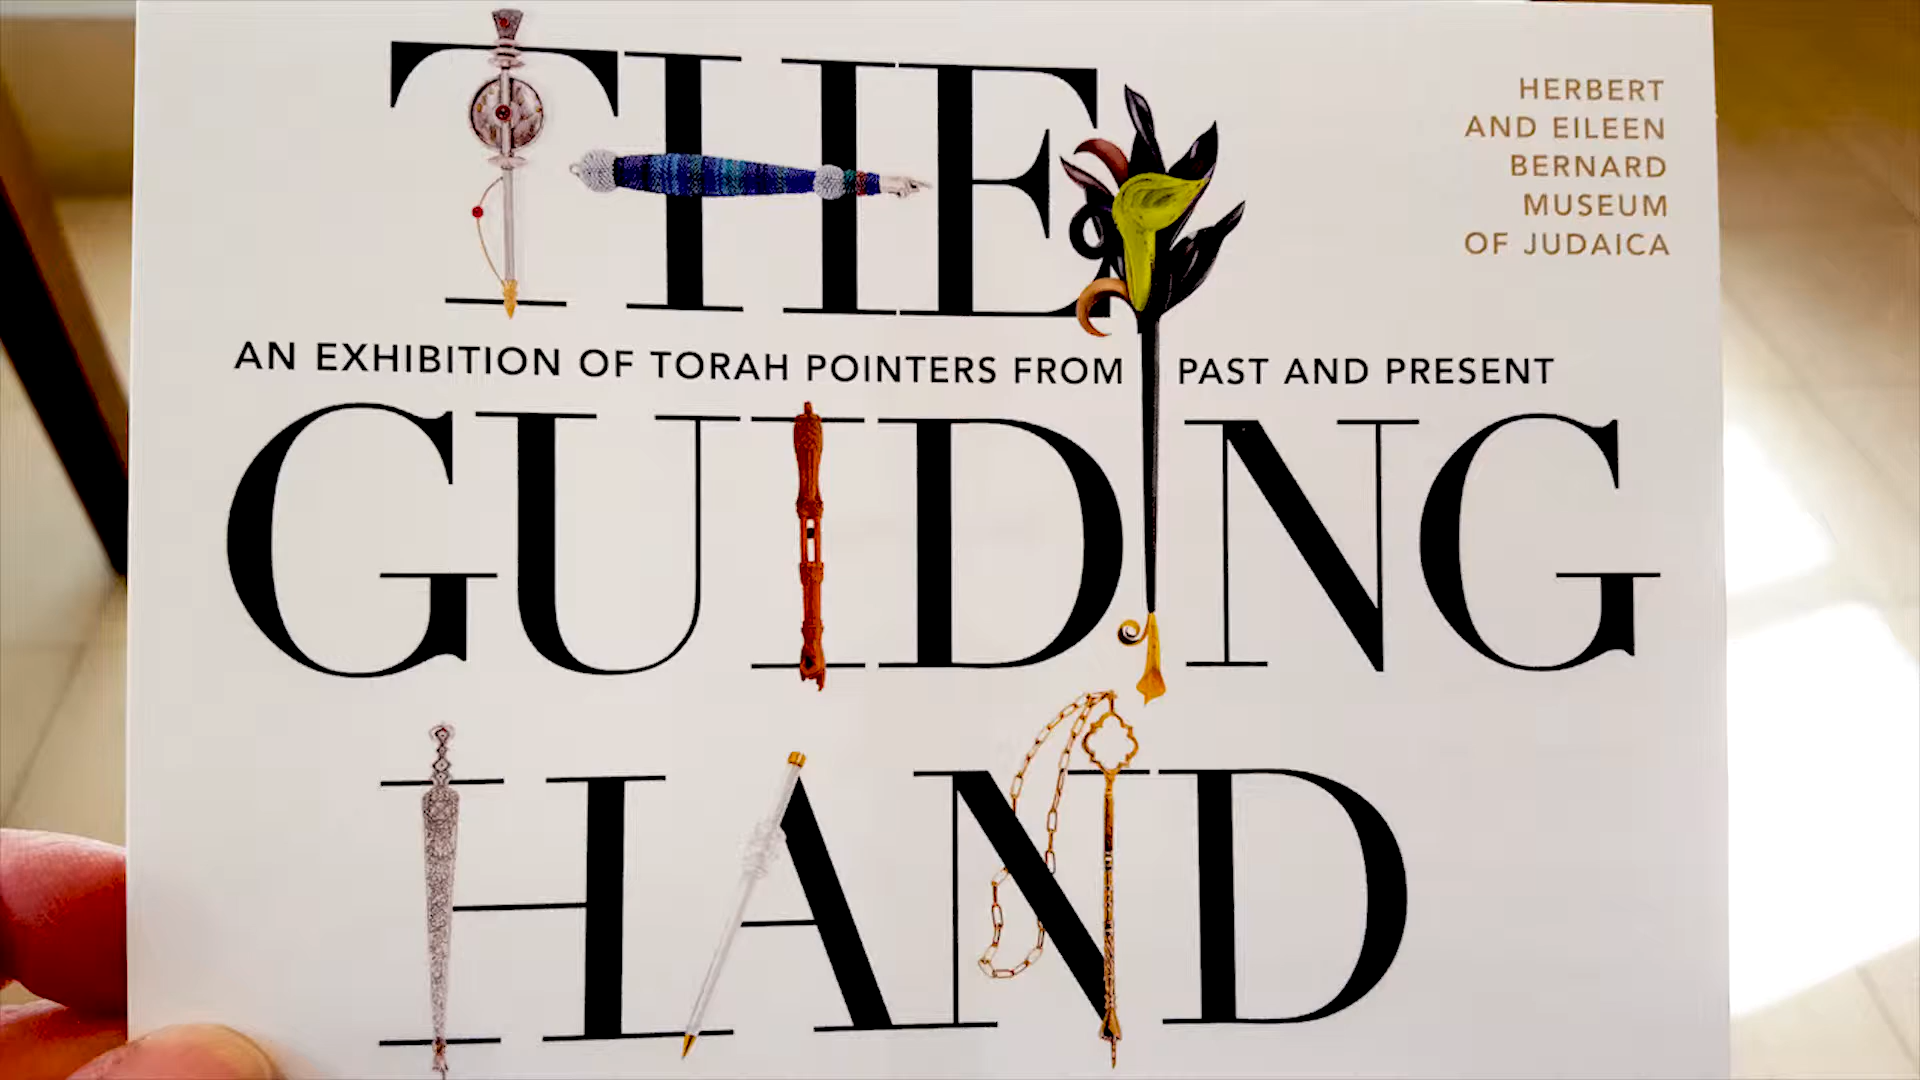 THE
HERBERT
AND EILEEN
BERNARD
MUSEUM
OF JUDAICA
AN EXHIBITION OF TORAH POINTERS FROM PAST AND PRESENT
GUIDING
HAND